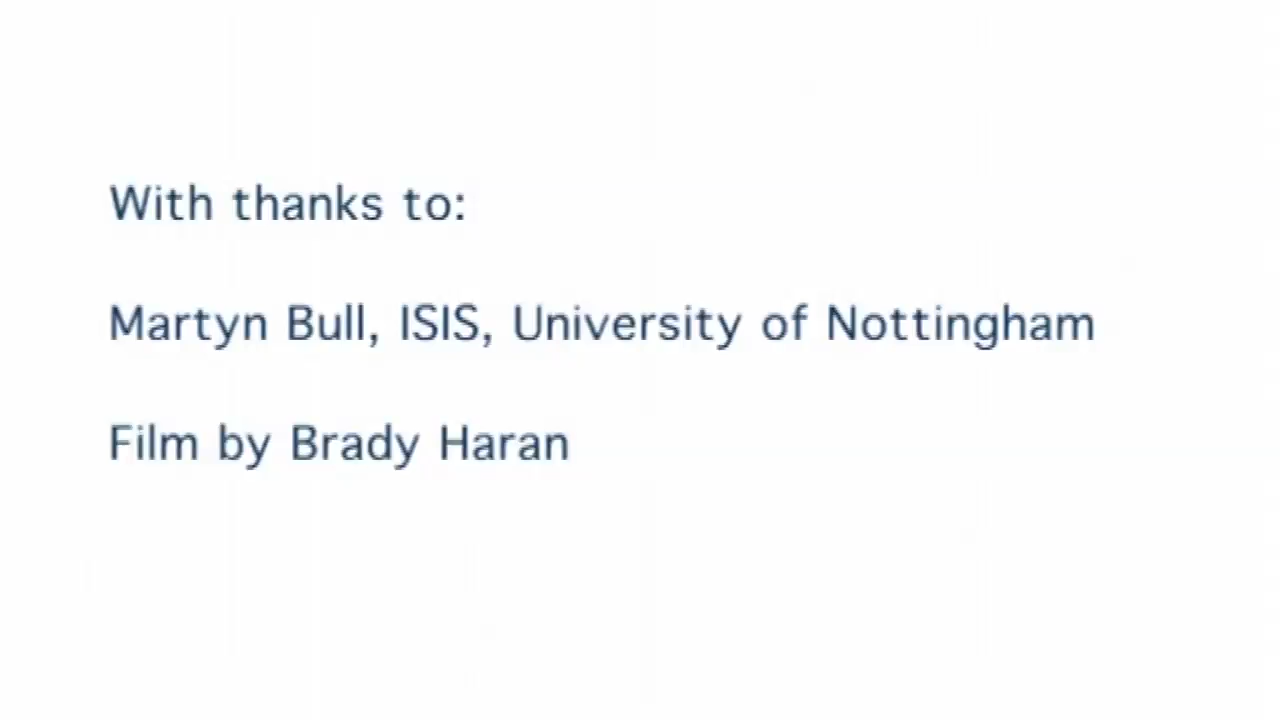 With thanks to:
Martyn Bull, ISIS, University of Nottingham
Film by Brady Haran